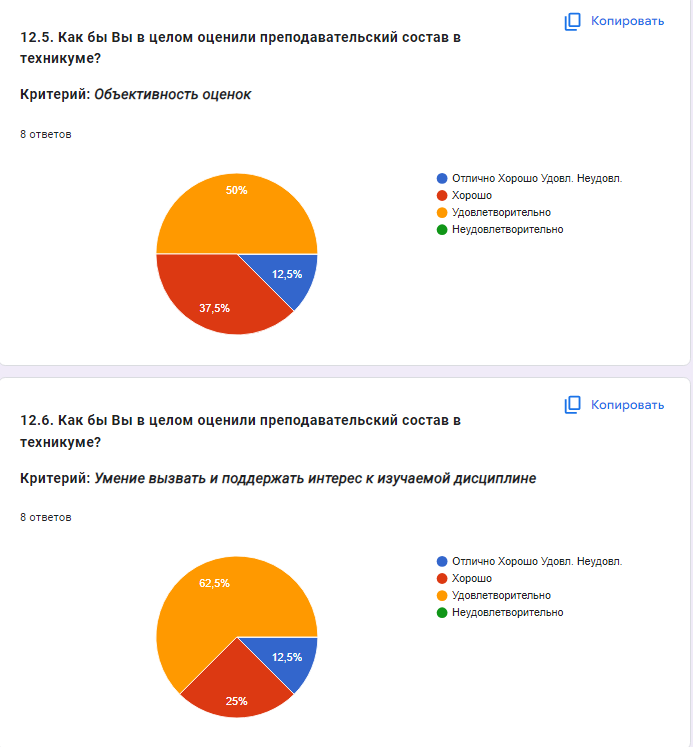 Копировать
12.5. Как бы Вы в целом оценили преподавательский состав в
техникуме?
Критерий: Объективность оценок
8 ответов
Отлично Хорошо Удовл. Неудовл.
Хорошо
Удовлетворительно
Неудовлетворительно
50%
12,5%
37,5%
Копировать
12.6. Как бы Вы в целом оценили преподавательский состав в
техникуме?
Критерий: Умение вызвать и поддержать интерес к изучаемой дисциплине
8 ответов
Отлично Хорошо Удовл. Неудовл.
Хорошо
Удовлетворительно
Неудовлетворительно
62,5%
12,5%
25%